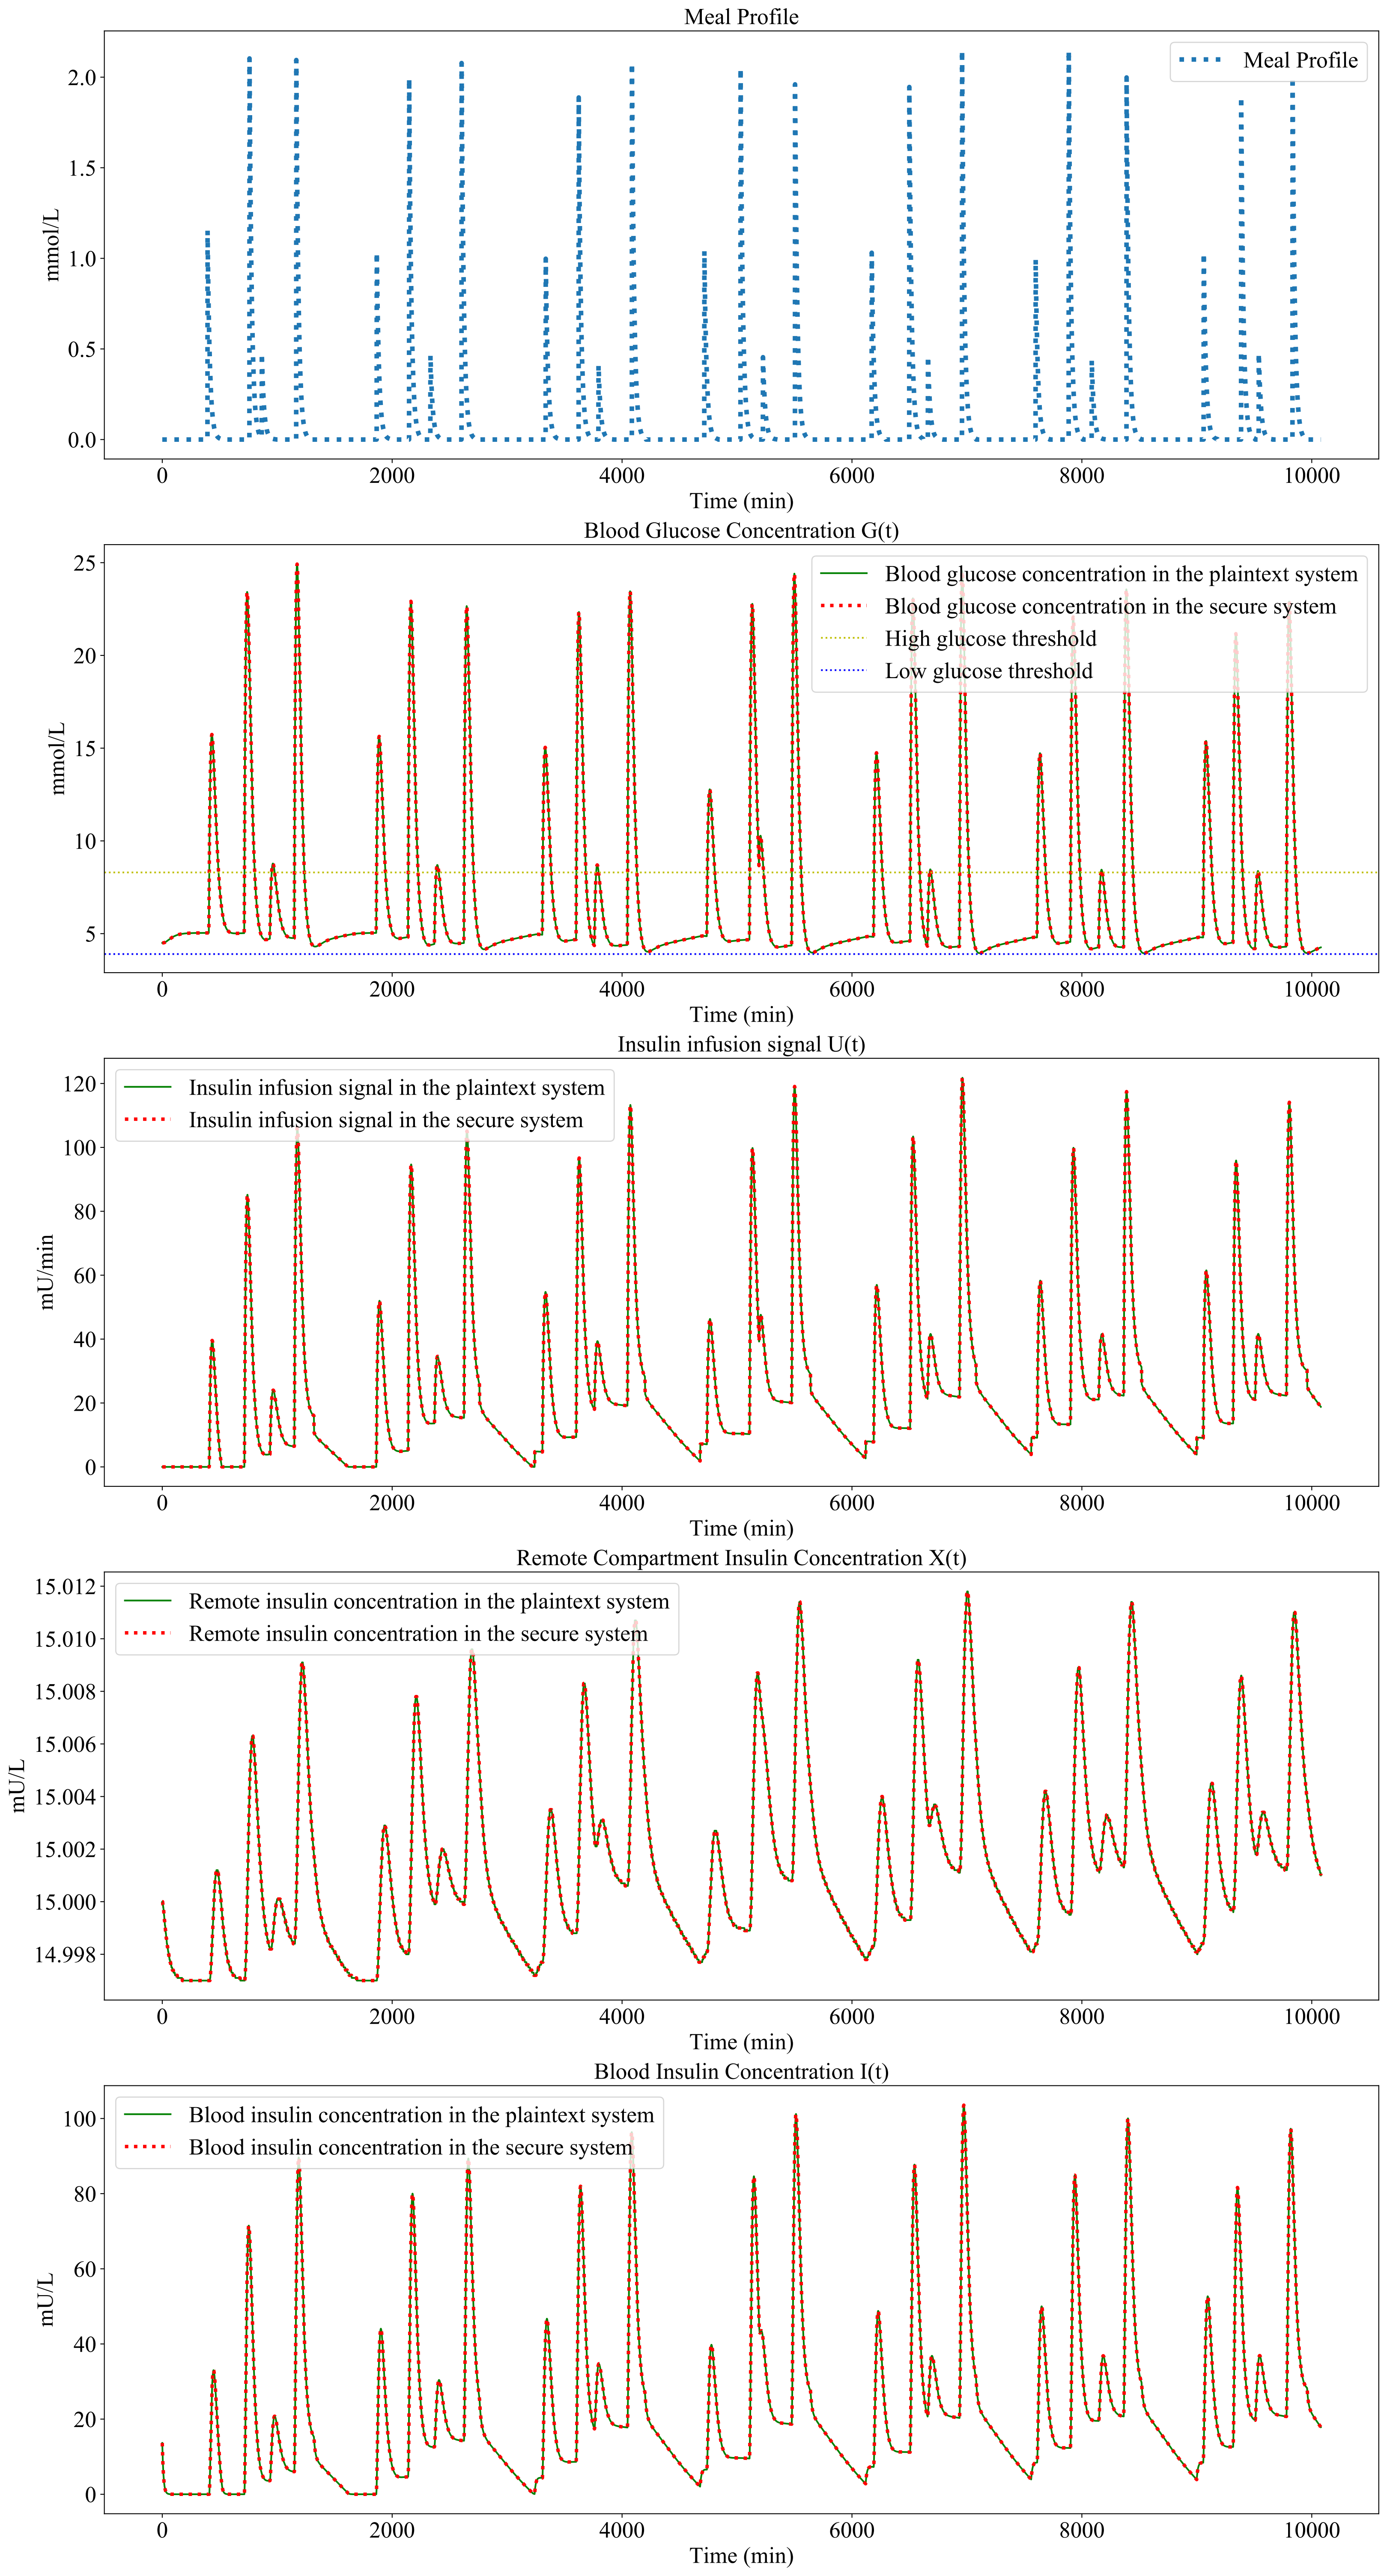 Meal Profile
Meal Profile
2.0
1.5
1.0
0.5
0.0
mmol/L
0 2000 4000 6000 8000 10000
Time (min)
Blood Glucose Concentration G(t)
Blood glucose concentration in the plaintext system
Blood glucose concentration in the secure system
High glucose threshold
Low glucose threshold
25
20
15
10
5
mmol/L
0 2000 4000 6000 8000 10000
Time (min)
Insulin infusion signal U(t)
Insulin infusion signal in the plaintext system
Insulin infusion signal in the secure system
120
100
80
60
40
20
0
mU/min
0 2000 4000 6000 8000 10000
Time (min)
Remote Compartment Insulin Concentration X(t)
Remote insulin concentration in the plaintext system
Remote insulin concentration in the secure system
15.012
15.010
15.008
15.006
15.004
15.002
15.000
14.998
mU/L
0 2000 4000 6000 8000 10000
Time (min)
Blood Insulin Concentration I(t)
Blood insulin concentration in the plaintext system
Blood insulin concentration in the secure system
100
80
60
40
20
0
mU/L
0 2000 4000 6000 8000 10000
Time (min)